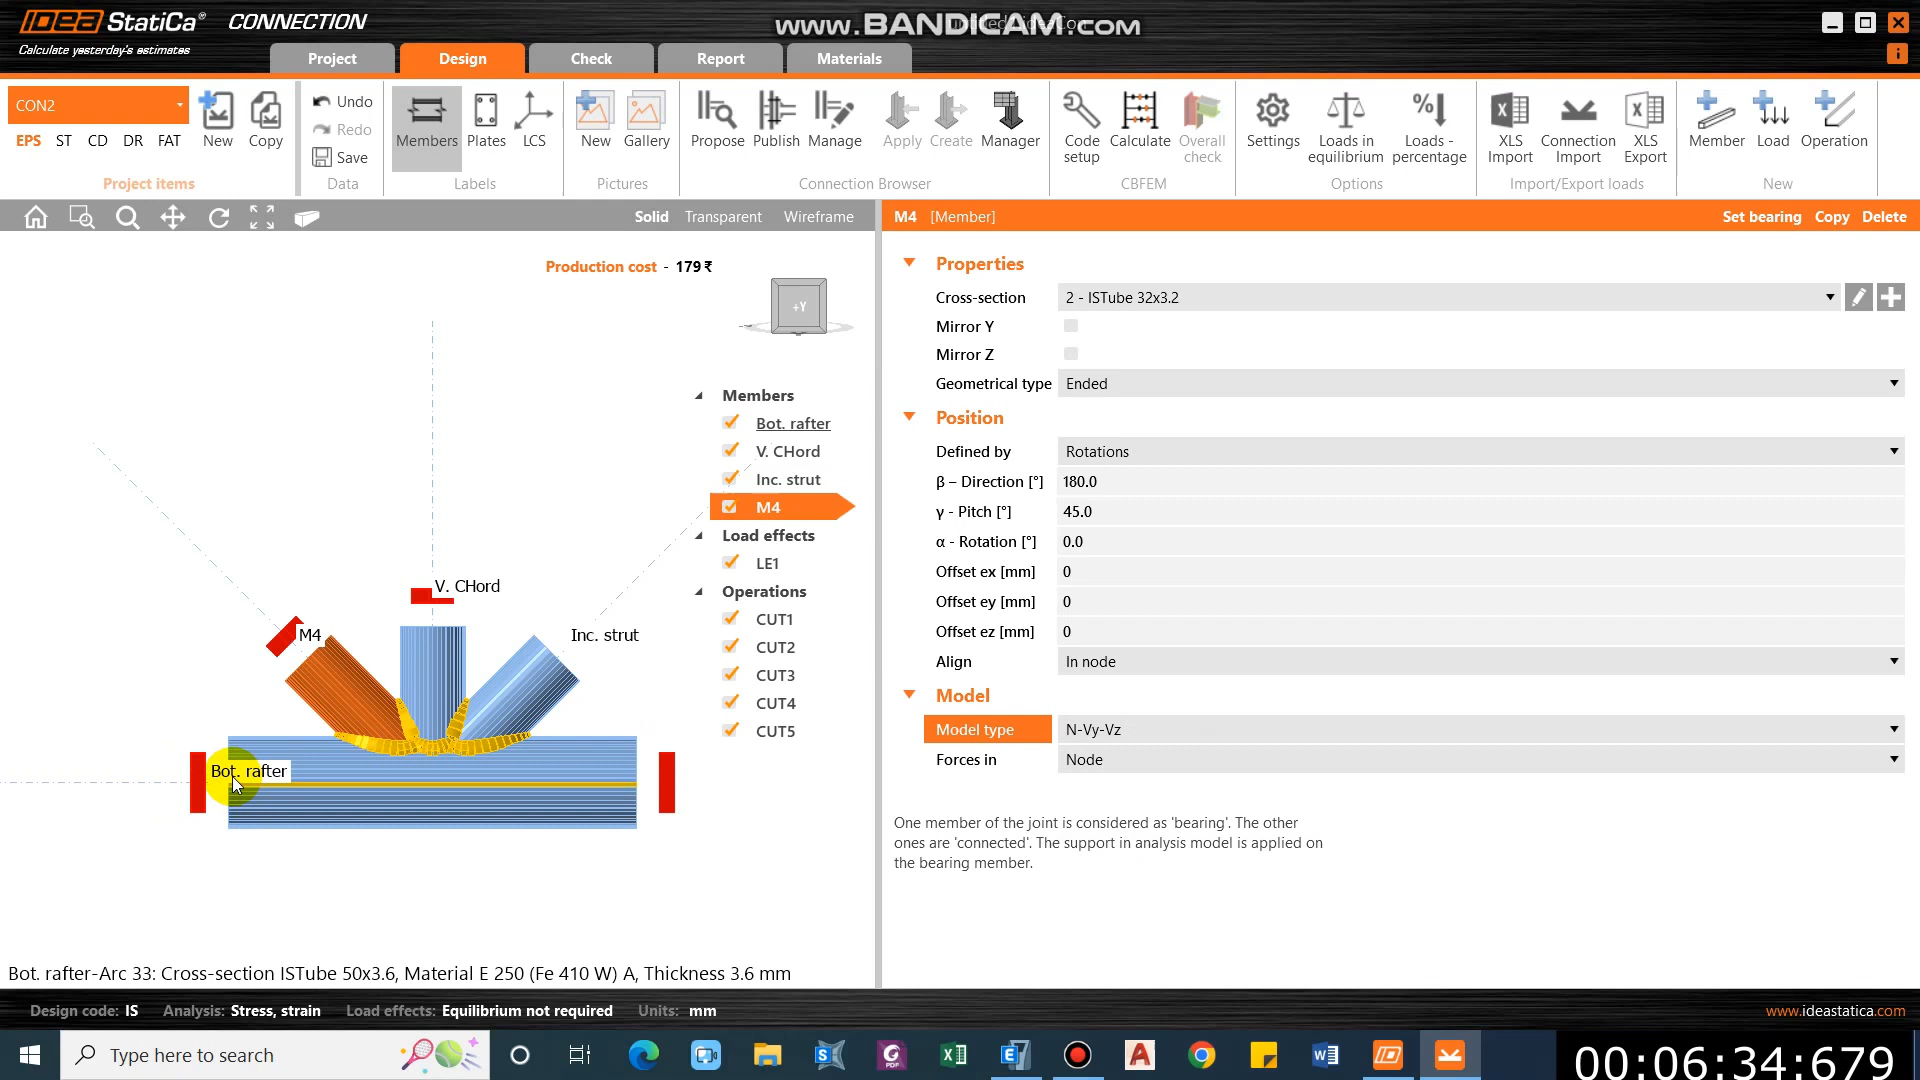 IDEA StatiCa® CONNECTION
Calculate yesterday's estimates
www.BANDICAM.com
Project
Design
Check
Report
Materials
CON2
EPS ST CD DR FAT
New
Copy
Project items
Undo
Redo
Save
Data
Members
Plates
LCS
Labels
New
Gallery
Pictures
Propose
Publish
Manage
Apply
Create
Manager
Connection Browser
Code
setup
Calculate
Overall
check
CBFEM
Settings
Loads in
equilibrium
Loads -
percentage
Options
XLS
Import
Connection
Import
XLS
Export
Import/Export loads
Member
Load
Operation
New
Solid Transparent Wireframe
M4 [Member]
Set bearing Copy Delete
Production cost - 179 ₹
+Y
Members
Bot. rafter
V. CHord
Inc. strut
M4
Load effects
LE1
Operations
CUT1
CUT2
CUT3
CUT4
CUT5
V. CHord
M4
Inc. strut
Bot. rafter
Bot. rafter-Arc 33: Cross-section ISTube 50x3.6, Material E 250 (Fe 410 W) A, Thickness 3.6 mm
Properties
Cross-section 2 - ISTube 32x3.2
Mirror Y
Mirror Z
Geometrical type Ended
Position
Defined by Rotations
β – Direction [°] 180.0
γ - Pitch [°] 45.0
α - Rotation [°] 0.0
Offset ex [mm] 0
Offset ey [mm] 0
Offset ez [mm] 0
Align In node
Model
Model type N-Vy-Vz
Forces in Node
One member of the joint is considered as 'bearing'. The other
ones are 'connected'. The support in analysis model is applied on
the bearing member.
Design code: IS Analysis: Stress, strain Load effects: Equilibrium not required Units: mm
www.ideastatica.com
Type here to search
00:06:34:679